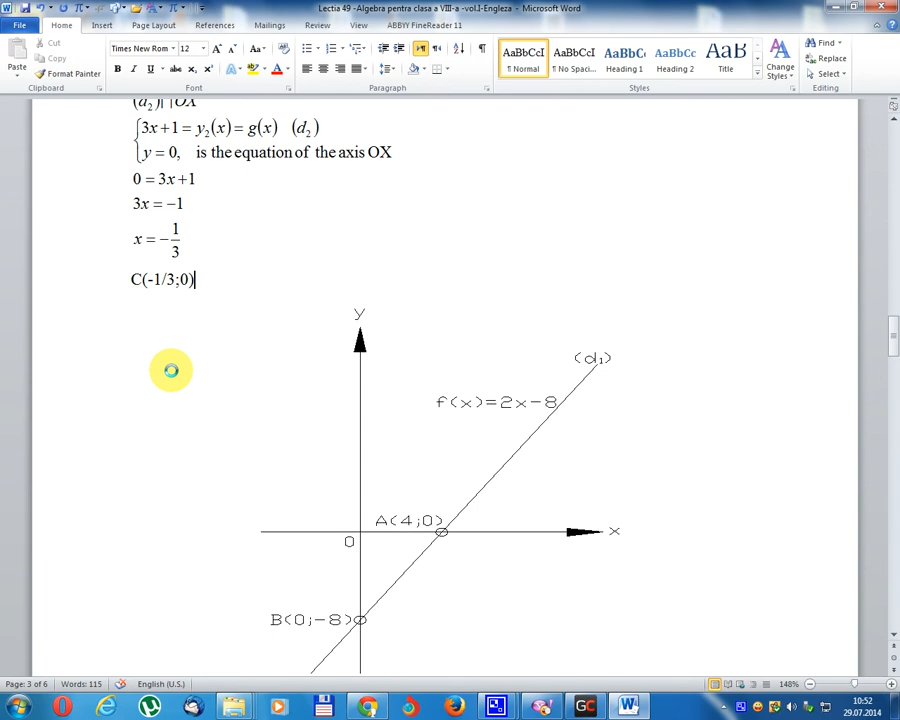 Lectia 49 -Algebra pentra clasa a VIII-a -vol.I-Engleza - Microsoft Word
File Home Insert Page Layout References Mailings Review View ABBYY FineReader 11
Cut
Copy
Format Painter
Paste
Clipboard
Times New Rom 12
Font
Paragraph
AaBbCcI AaBbCcI AaBbC AaBbCc AaB
¶ Normal ¶ No Spaci... Heading 1 Heading 2 Title
Styles
Change Styles
Find
Replace
Select
Editing
(d₂)| |OX
{3x+1 = y₂(x) = g(x) (d₂)
y = 0, is the equation of the axis OX
0 = 3x+1
3x = −1
x = −1/3
C(-1/3;0)
y
(d₁)
f(x)=2x−8
A(4;0)
x
0
B(0;−8)
Page: 3 of 6 Words: 115 English (U.S.) 148%
10:52
29.07.2014